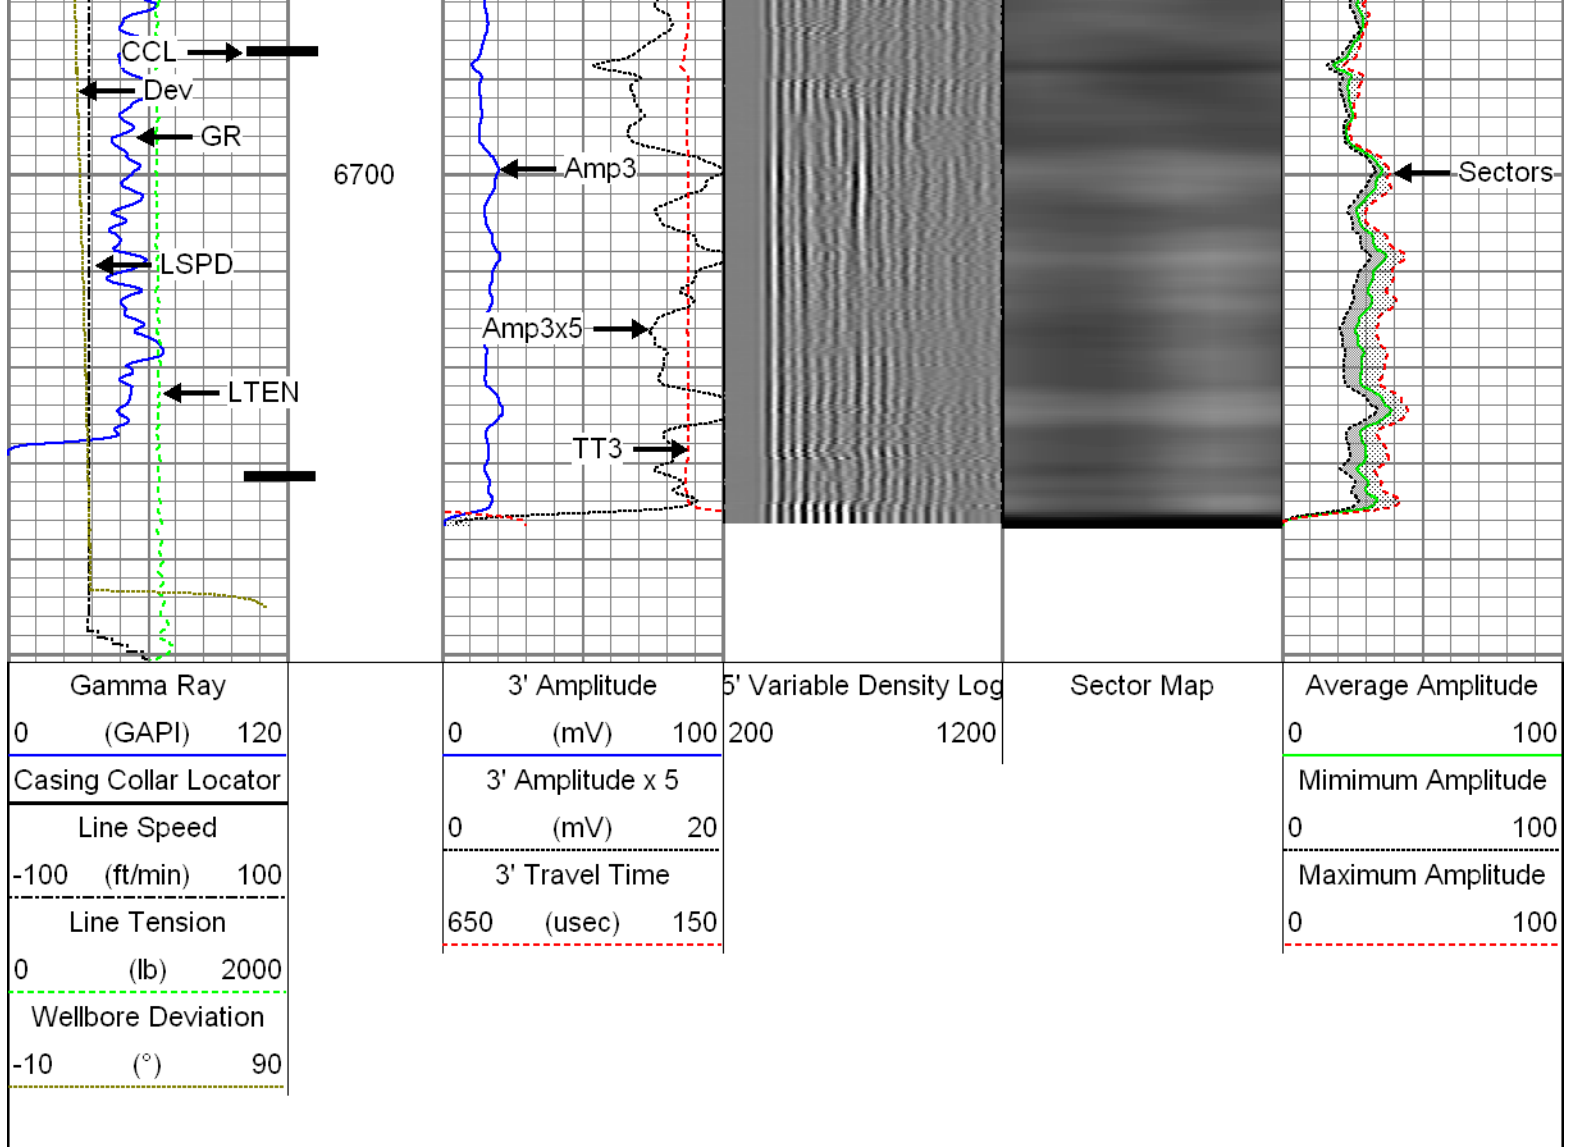 CCL
Dev
GR
6700
Amp3
Sectors
LSPD
Amp3x5
LTEN
TT3
Gamma Ray
0 (GAPI) 120
Casing Collar Locator
Line Speed
-100 (ft/min) 100
Line Tension
0 (lb) 2000
Wellbore Deviation
-10 (°) 90
3' Amplitude
0 (mV) 100
3' Amplitude x 5
0 (mV) 20
3' Travel Time
650 (usec) 150
5' Variable Density Log
200 1200
Sector Map
Average Amplitude
0 100
Mimimum Amplitude
0 100
Maximum Amplitude
0 100